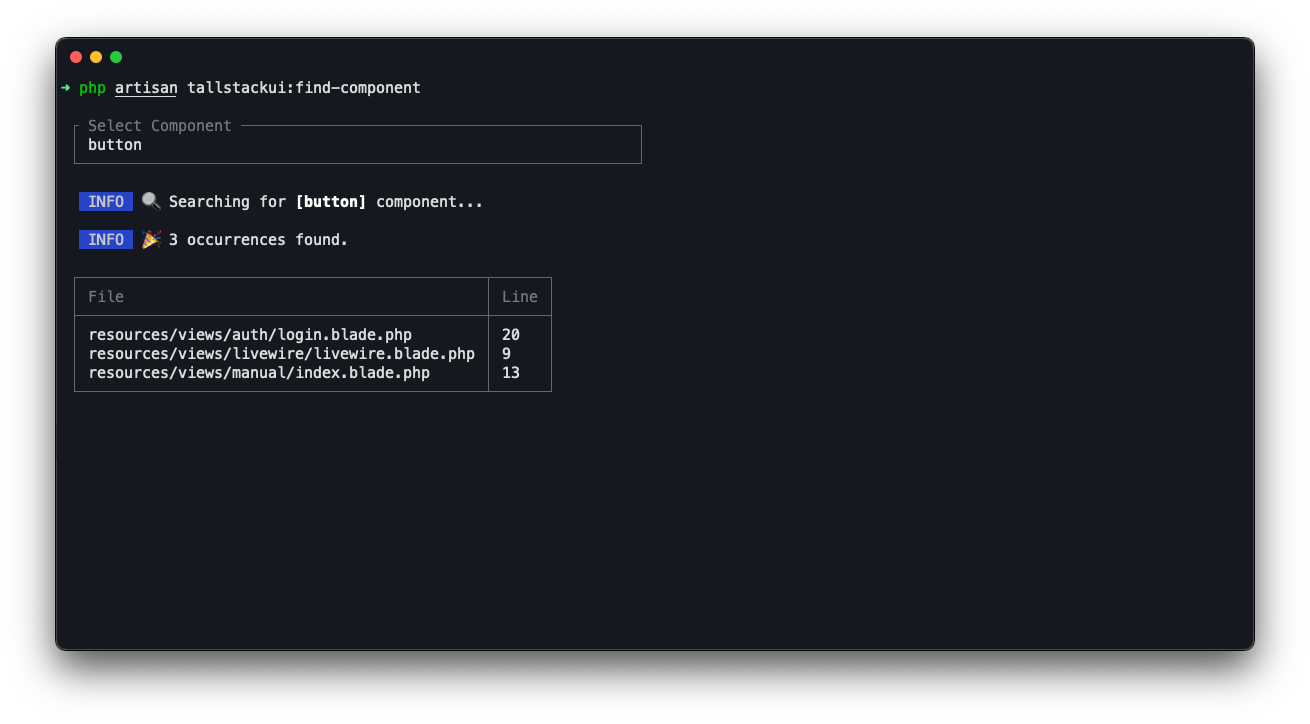 ➜ php artisan tallstackui:find-component
Select Component
button
INFO 🔍 Searching for [button] component...
INFO 🎉 3 occurrences found.
File Line
resources/views/auth/login.blade.php 20
resources/views/livewire/livewire.blade.php 9
resources/views/manual/index.blade.php 13